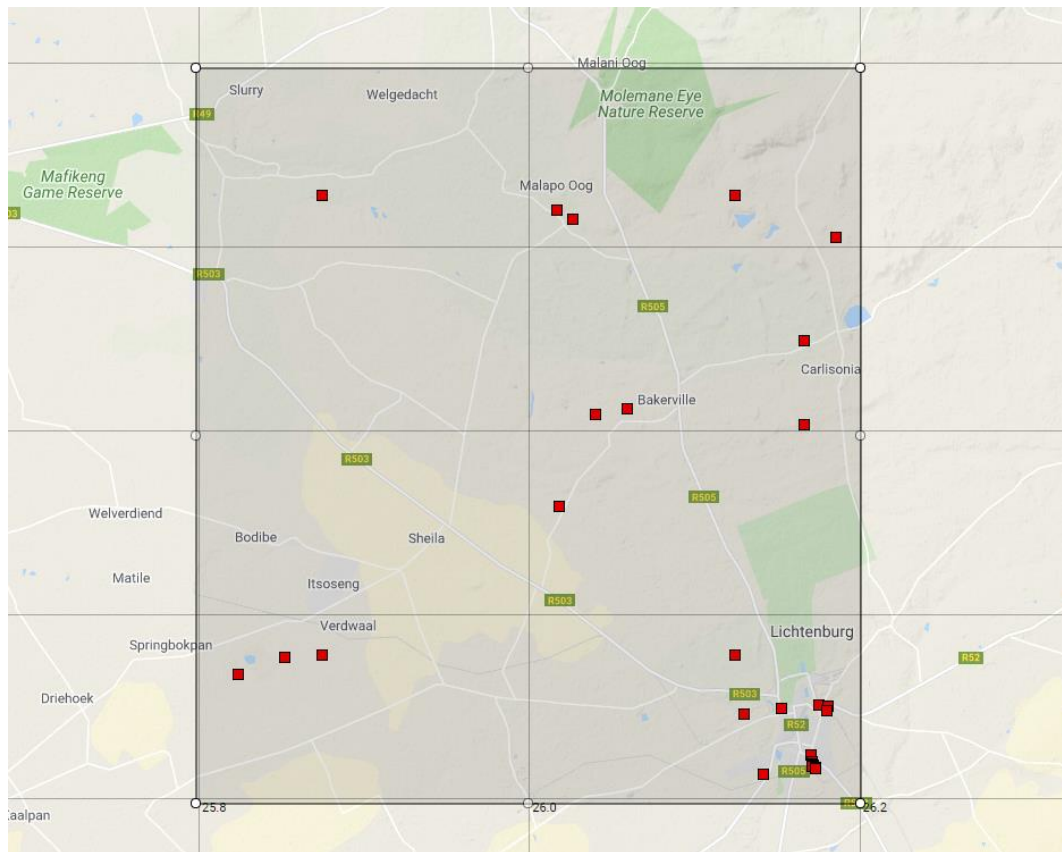 Malani Oog
Slurry
Welgedacht
Molemane Eye
Nature Reserve
R49
Mafikeng
Game Reserve
Malapo Oog
03
R503
R505
Carlisonia
Bakerville
R503
R505
Welverdiend
Bodibe
Sheila
Matile
Itsoseng
R503
Verdwaal
Lichtenburg
Springbokpan
R52
Driehoek
R503
R52
R505
25.8
26.0
26.2
aalpan